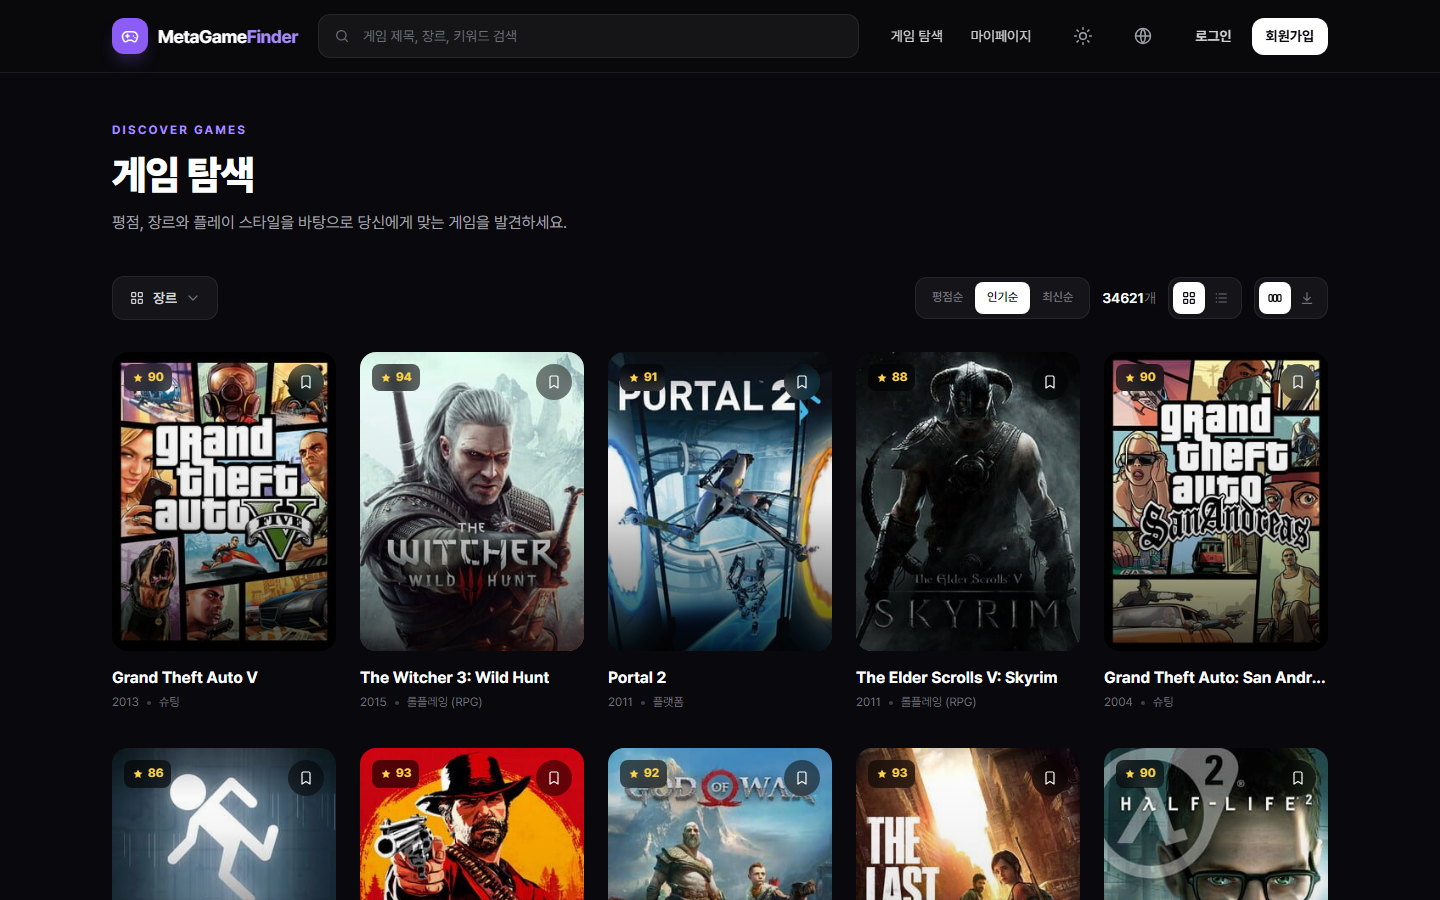 MetaGameFinder
게임 제목, 장르, 키워드 검색
게임 탐색
마이페이지
로그인
회원가입
DISCOVER GAMES
게임 탐색
평점, 장르와 플레이 스타일을 바탕으로 당신에게 맞는 게임을 발견하세요.
장르
평점순
인기순
최신순
34621개
90
grand
theft
auto
FIVE
V
94
THE
WITCHER
WILD HUNT
91
PORTAL 2
88
The Elder Scrolls V
SKYRIM
90
grand
theft
auto
San Andreas
Grand Theft Auto V
2013 • 슈팅
The Witcher 3: Wild Hunt
2015 • 롤플레잉 (RPG)
Portal 2
2011 • 플랫폼
The Elder Scrolls V: Skyrim
2011 • 롤플레잉 (RPG)
Grand Theft Auto: San Andr...
2004 • 슈팅
86
93
92
GOD OF WAR
93
THE
LAST
90
2
HλLF-LIFE 2